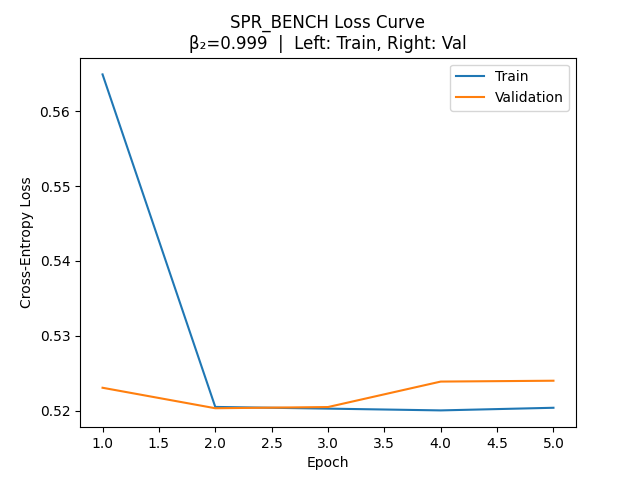 SPR_BENCH Loss Curve
β₂=0.999 | Left: Train, Right: Val
Train
Validation
Cross-Entropy Loss
0.56
0.55
0.54
0.53
0.52
1.0 1.5 2.0 2.5 3.0 3.5 4.0 4.5 5.0
Epoch